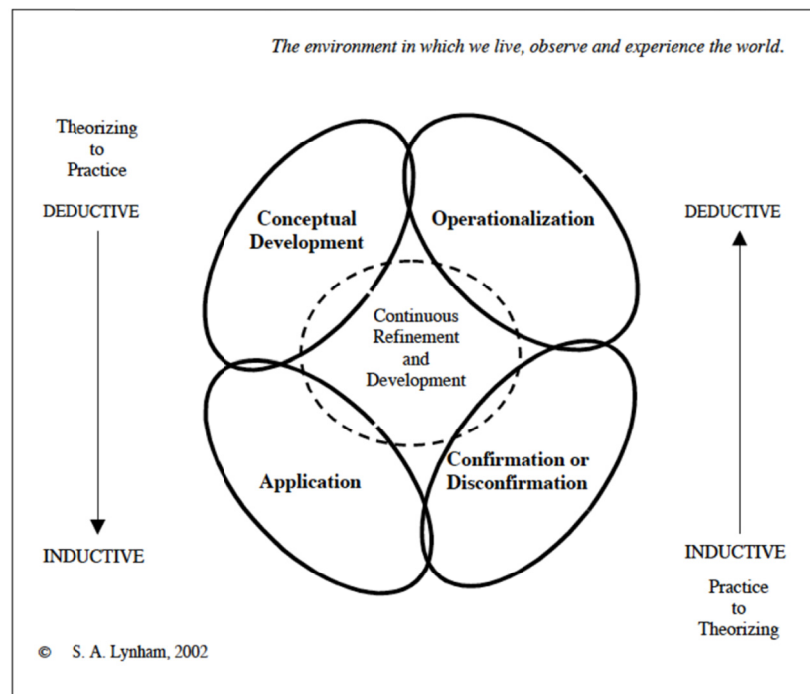 The environment in which we live, observe and experience the world.
Theorizing
to
Practice
DEDUCTIVE
INDUCTIVE
Conceptual
Development
Operationalization
Continuous
Refinement
and
Development
Application
Confirmation or
Disconfirmation
DEDUCTIVE
INDUCTIVE
Practice
to
Theorizing
© S. A. Lynham, 2002